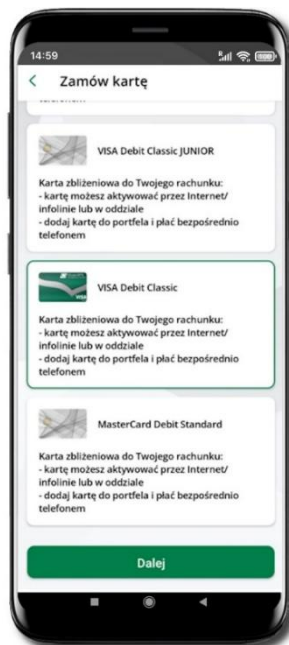 14:59
Zamów kartę
telefonem
VISA Debit Classic JUNIOR
Karta zbliżeniowa do Twojego rachunku:
- kartę możesz aktywować przez Internet/
infolinie lub w oddziale
- dodaj kartę do portfela i płać bezpośrednio
telefonem
VISA
VISA Debit Classic
Karta zbliżeniowa do Twojego rachunku:
- kartę możesz aktywować przez Internet/
infolinie lub w oddziale
- dodaj kartę do portfela i płać bezpośrednio
telefonem
MasterCard Debit Standard
Karta zbliżeniowa do Twojego rachunku:
- kartę możesz aktywować przez Internet/
infolinie lub w oddziale
- dodaj kartę do portfela i płać bezpośrednio
telefonem
Dalej